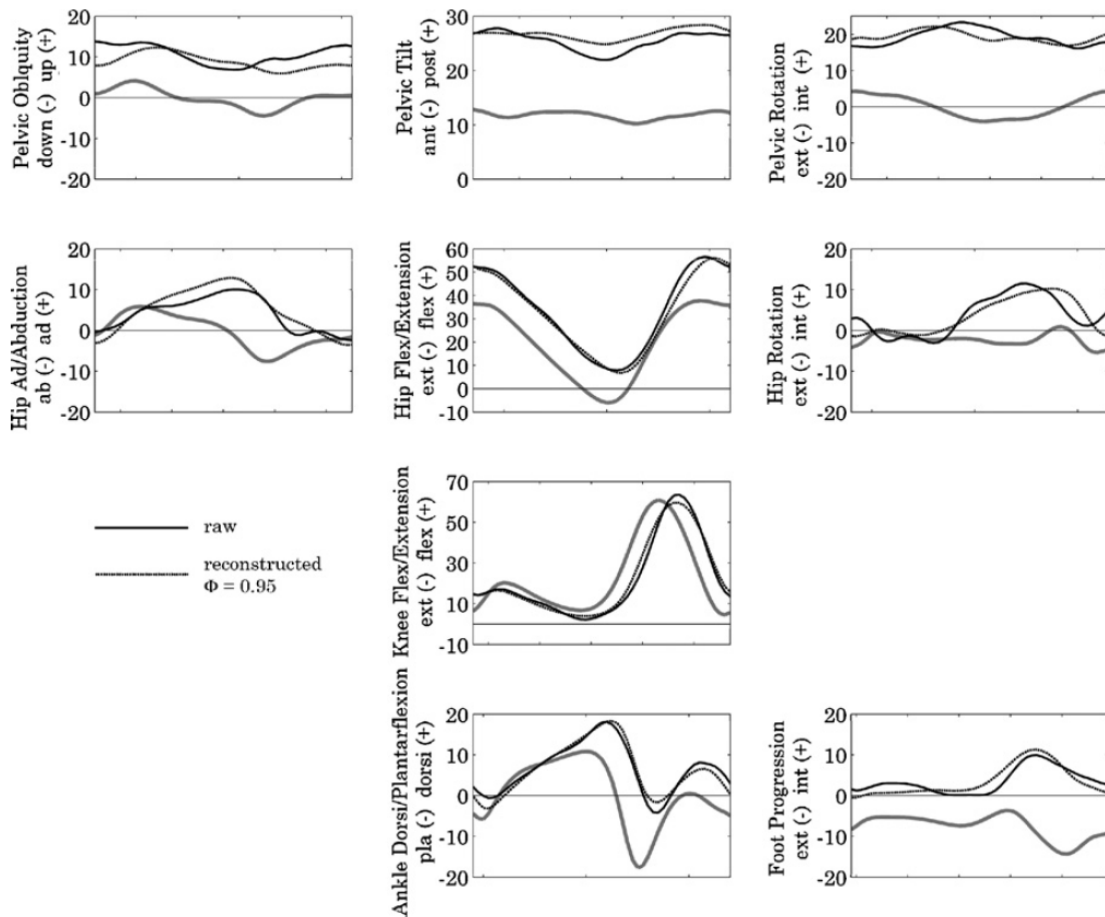 Pelvic Oblquity
down (-) up (+)
20
10
0
-10
-20
Pelvic Tilt
ant (-) post (+)
30
20
10
0
Pelvic Rotation
ext (-) int (+)
20
10
0
-10
-20
Hip Ad/Abduction
ab (-) ad (+)
20
10
0
-10
-20
Hip Flex/Extension
ext (-) flex (+)
60
50
40
30
20
10
0
-10
Hip Rotation
ext (-) int (+)
20
10
0
-10
-20
raw
reconstructed
Φ = 0.95
Knee Flex/Extension
ext (-) flex (+)
70
50
30
10
-10
Ankle Dorsi/Plantarflexion
pla (-) dorsi (+)
20
10
0
-10
-20
Foot Progression
ext (-) int (+)
20
10
0
-10
-20